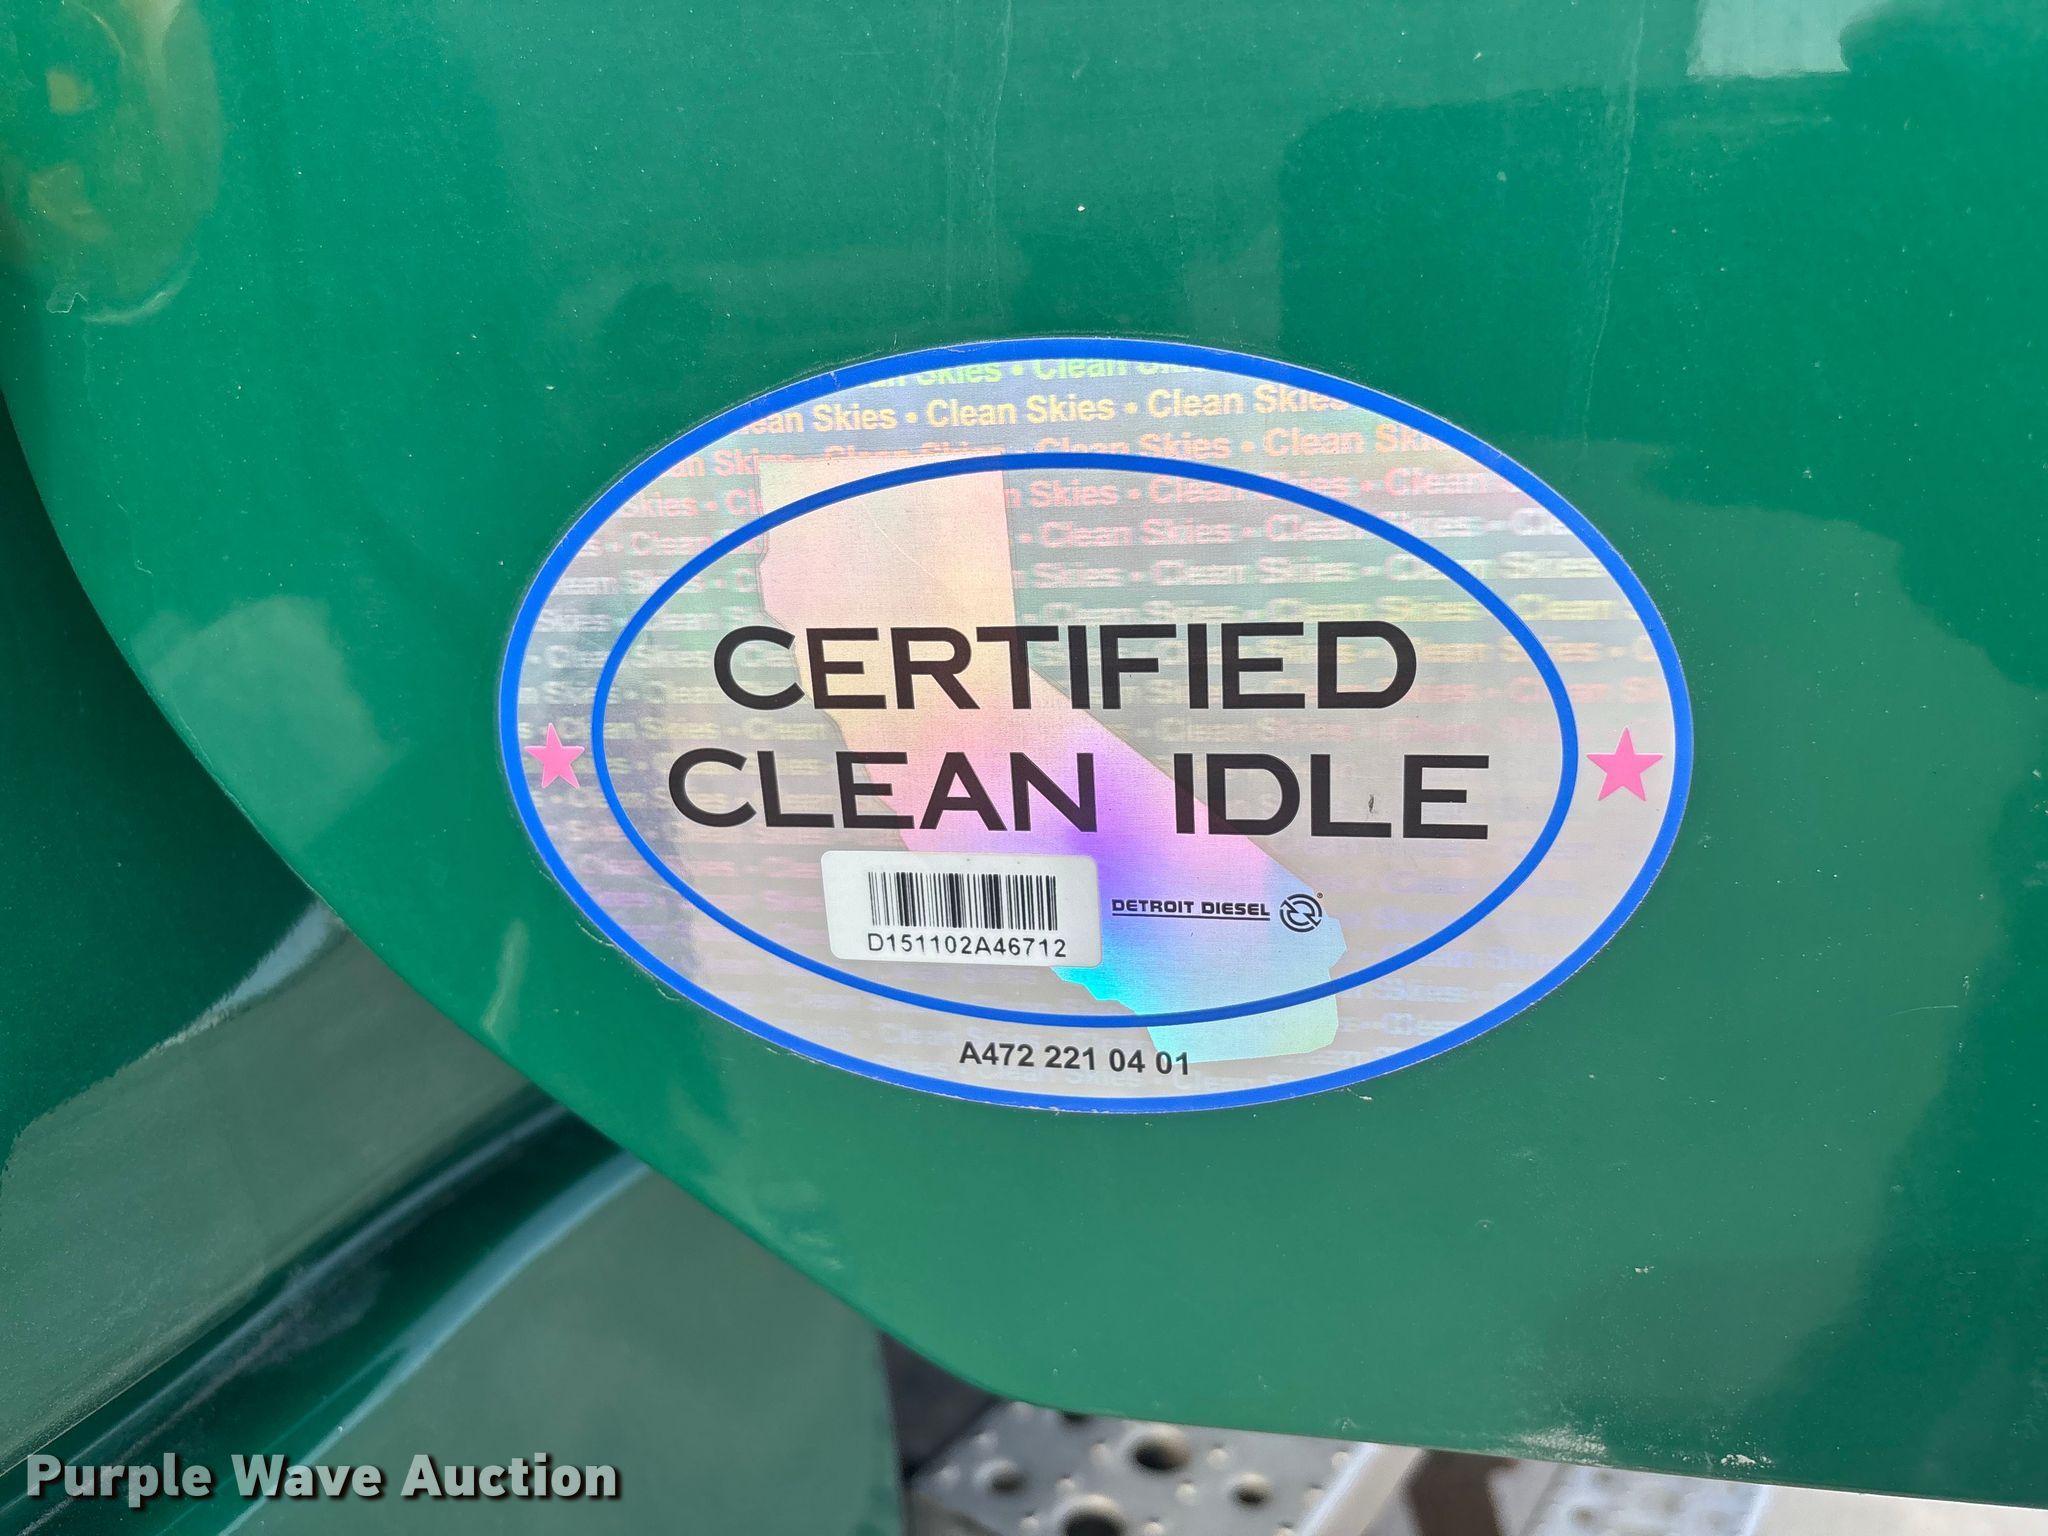 Clean Skies • Clean Skies • Clean Skies
CERTIFIED
CLEAN IDLE
D151102A46712
DETROIT DIESEL
®
A472 221 04 01
Purple Wave Auction